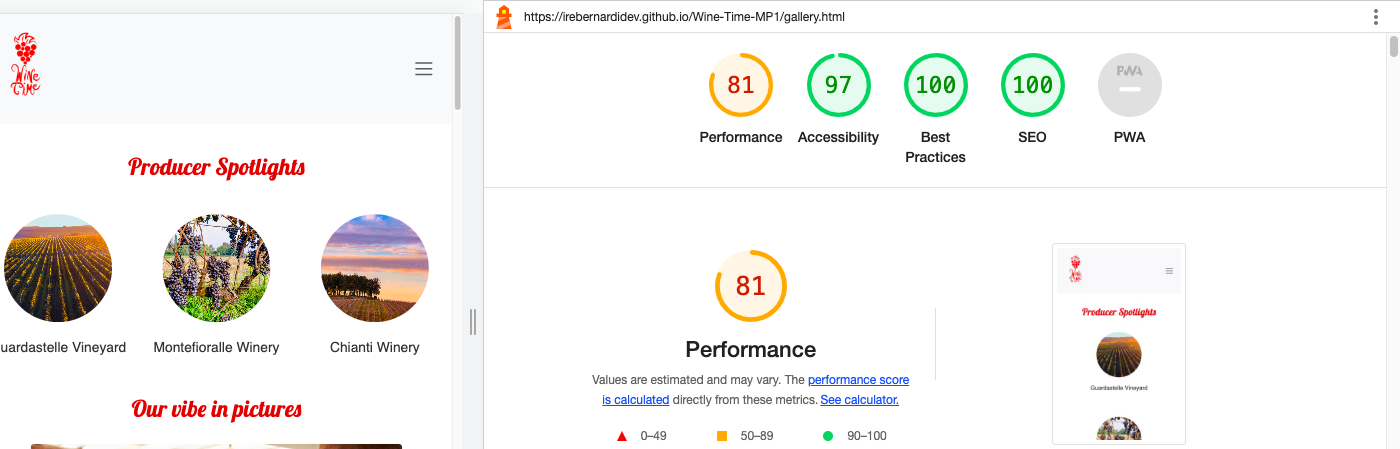 Wine
Time
Producer Spotlights
uardastelle Vineyard
Montefioralle Winery
Chianti Winery
Our vibe in pictures
https://irebernardidev.github.io/Wine-Time-MP1/gallery.html
81
97
100
100
PWA
Performance
Accessibility
Best
Practices
SEO
PWA
81
Performance
Values are estimated and may vary. The performance score
is calculated directly from these metrics. See calculator.
0–49
50–89
90–100
Producer Spotlights
Guardastelle Vineyard